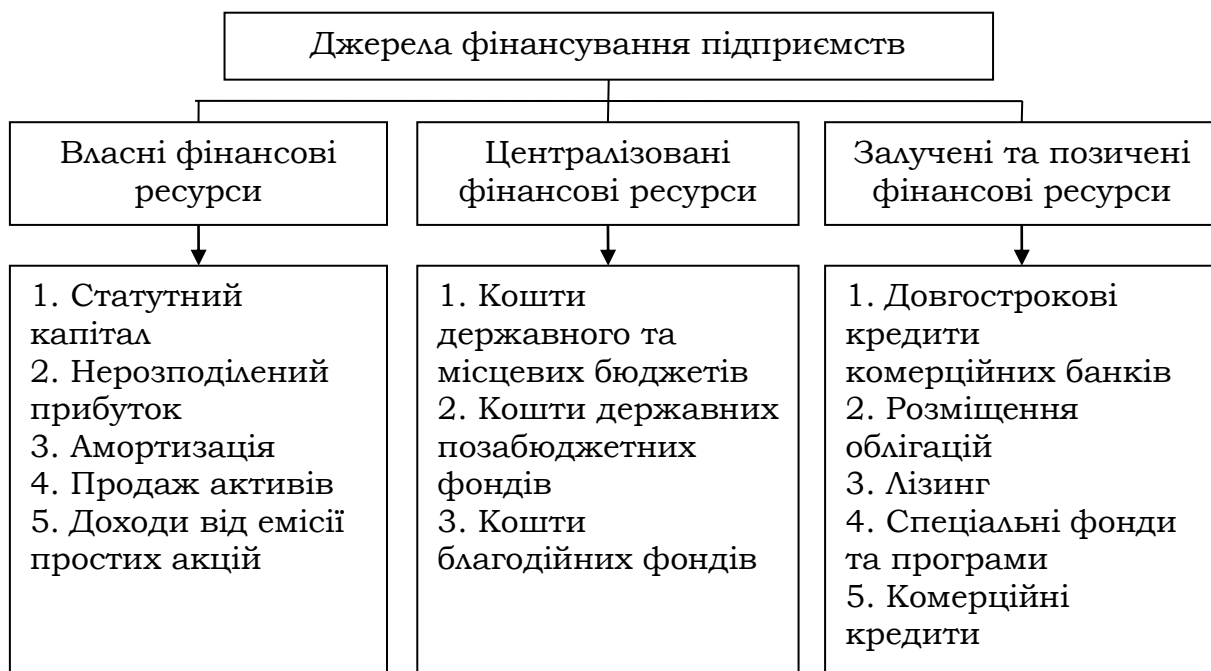 Джерела фінансування підприємств
Власні фінансові
ресурси
Централізовані
фінансові ресурси
Залучені та позичені
фінансові ресурси
1. Статутний
капітал
2. Нерозподілений
прибуток
3. Амортизація
4. Продаж активів
5. Доходи від емісії
простих акцій
1. Кошти
державного та
місцевих бюджетів
2. Кошти державних
позабюджетних
фондів
3. Кошти
благодійних фондів
1. Довгострокові
кредити
комерційних банків
2. Розміщення
облігацій
3. Лізинг
4. Спеціальні фонди
та програми
5. Комерційні
кредити